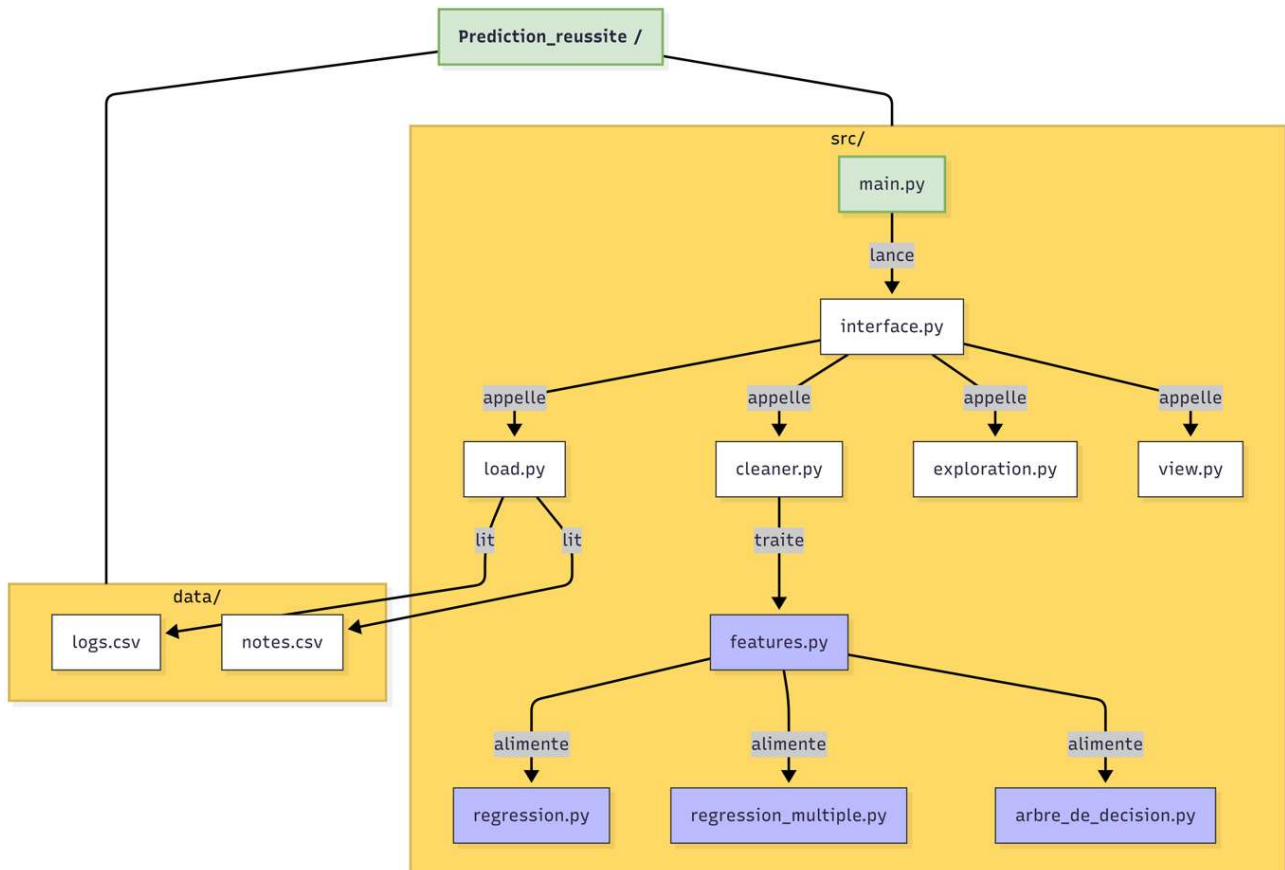 Prediction_reussite /
src/
main.py
lance
interface.py
appelle appelle appelle appelle
load.py cleaner.py exploration.py view.py
lit lit traite
data/
logs.csv notes.csv features.py
alimente alimente alimente
regression.py regression_multiple.py arbre_de_decision.py